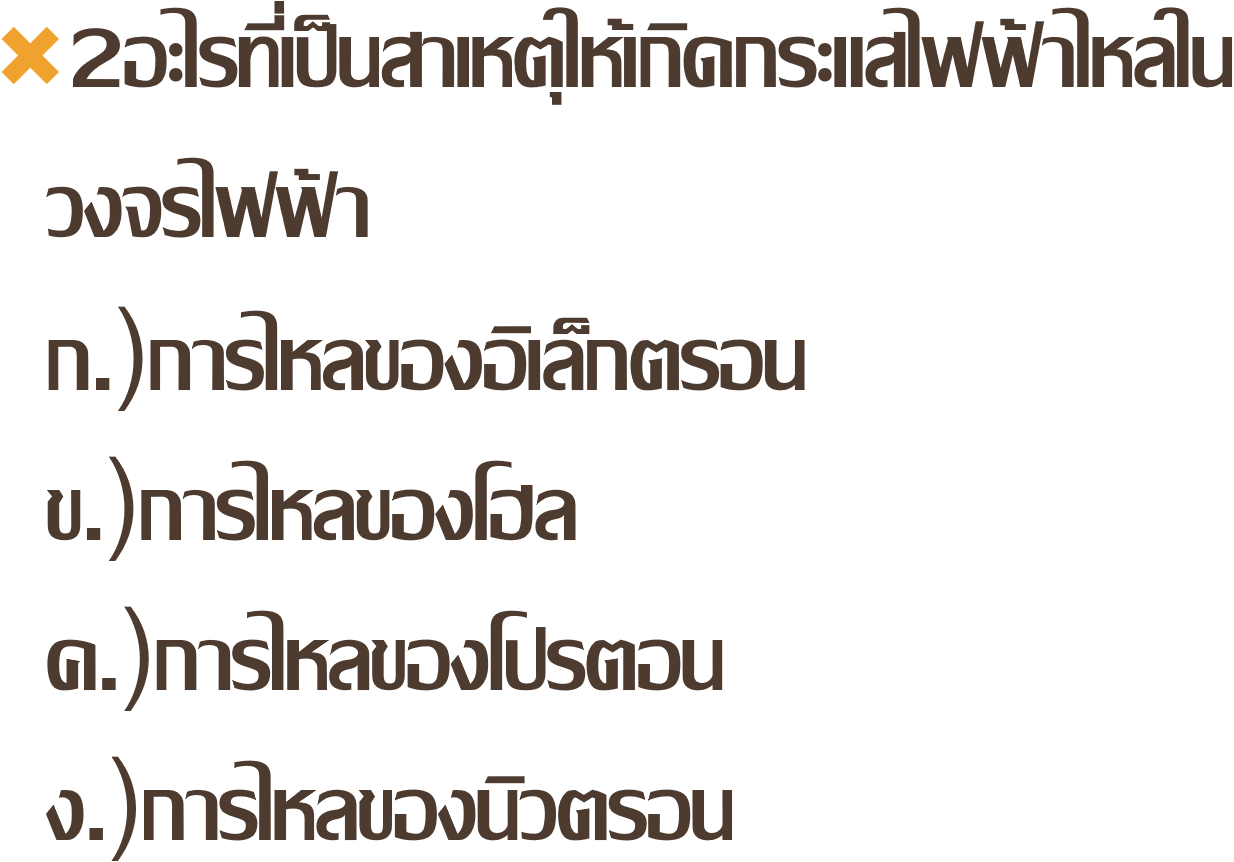 ✖2อะไรที่เป็นสาเหตุให้เกิดกระแสไฟฟ้าไหลใน
วงจรไฟฟ้า
ก.)การไหลของอิเล็กตรอน
ข.)การไหลของโฮล
ค.)การไหลของโปรตอน
ง.)การไหลของนิวตรอน